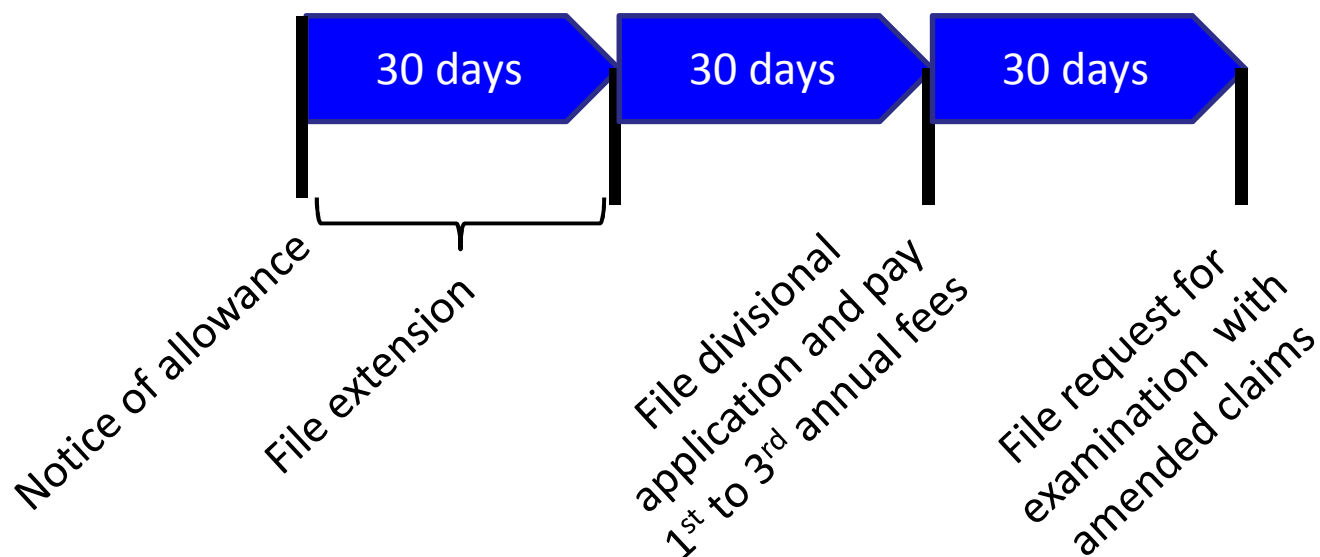 30 days
30 days
30 days
Notice of allowance
File extension
File divisional
application and pay
1st to 3rd annual fees
File request for
examination with
amended claims